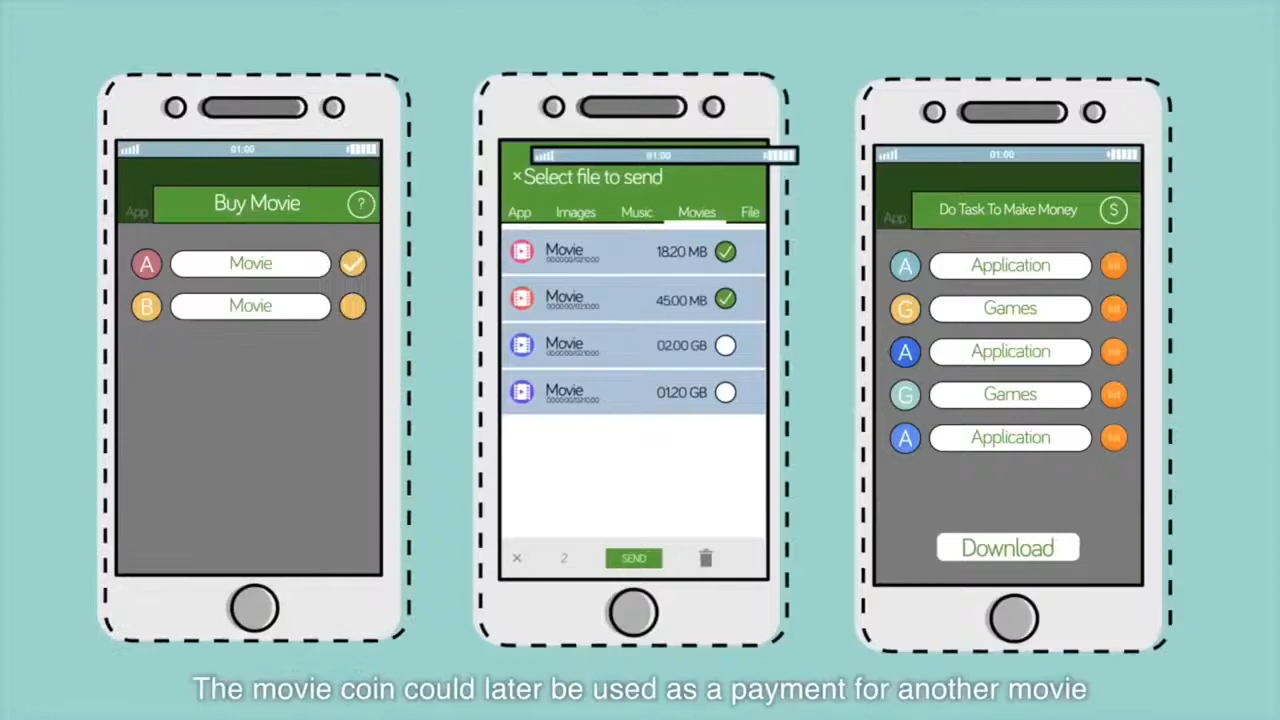 01:00
App
Buy Movie
?
A
Movie
B
Movie
01:00
×Select file to send
App Images Music Movies File
Movie 18.20 MB
Movie 45.00 MB
Movie 02.00 GB
Movie 01.20 GB
× 2 SEND
01:00
App
Do Task To Make Money
$
A Application
G Games
A Application
G Games
A Application
Download
The movie coin could later be used as a payment for another movie